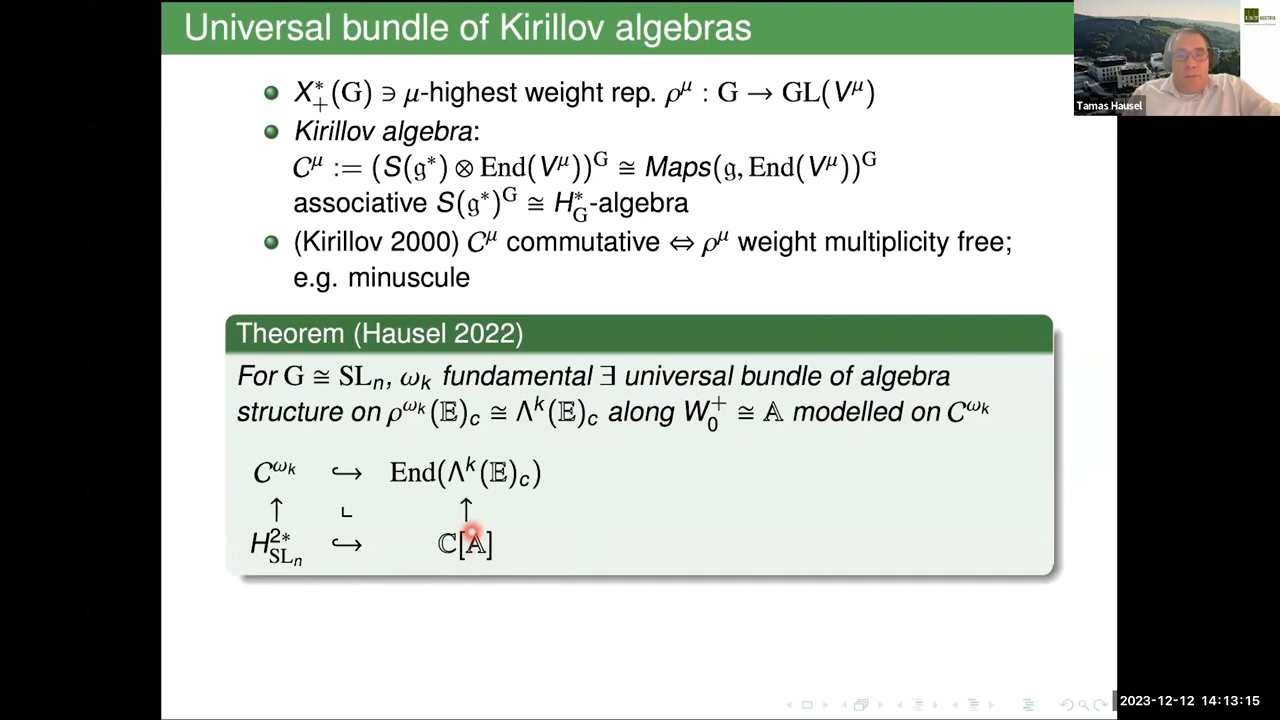 Universal bundle of Kirillov algebras
X*₊(G) ∋ μ-highest weight rep. ρ^μ : G → GL(V^μ)
Kirillov algebra:
C^μ := (S(𝔤*) ⊗ End(V^μ))^G ≅ Maps(𝔤, End(V^μ))^G
associative S(𝔤*)^G ≅ H*_G-algebra
(Kirillov 2000) C^μ commutative ⇔ ρ^μ weight multiplicity free;
e.g. minuscule
Theorem (Hausel 2022)
For G ≅ SL_n, ω_k fundamental ∃ universal bundle of algebra
structure on ρ^{ω_k}(𝔼)_c ≅ Λ^k(𝔼)_c along W_0^+ ≅ 𝔸 modelled on C^{ω_k}
C^{ω_k} ↪ End(Λ^k(𝔼)_c)
↑ ⌞ ↑
H^{2*}_{SL_n} ↪ ℂ[𝔸]
Tamas Hausel
2023-12-12 14:13:15